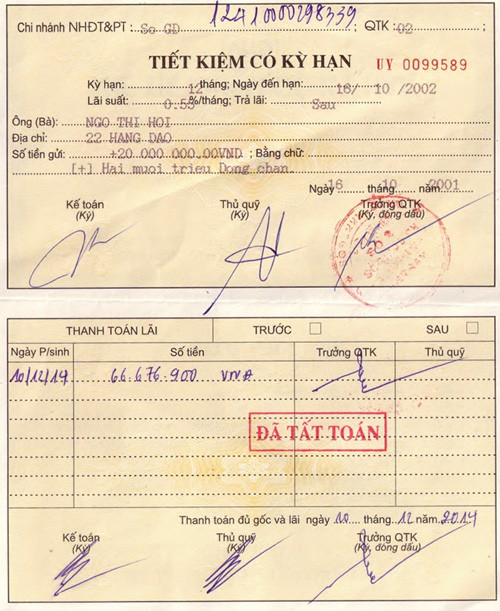 12410000298339
Chi nhánh NHĐT&PT: So GD ; QTK: 02
TIẾT KIỆM CÓ KỲ HẠN UY 0099589
Kỳ hạn: 12 tháng; Ngày đến hạn: 16/ 10 /2002
Lãi suất: 0.55%/tháng; Trả lãi: Sau
Ông (Bà): NGO THI HOI
Địa chỉ: 22 HANG DAO
Số tiền gửi: +20 000 000.00VND ; Bằng chữ:
[+] Hai muoi trieu Dong chan.
Ngày 16 tháng 10 năm 2001
Kế toán Thủ quỹ Trưởng QTK
(Ký) (Ký) (Ký, đóng dấu)
THANH TOÁN LÃI TRƯỚC ☐ SAU ☐
Ngày P/sinh Số tiền Trưởng QTK Thủ quỹ
10/12/14 66.676.900 VNĐ
ĐÃ TẤT TOÁN
Thanh toán đủ gốc và lãi ngày 10 tháng 12 năm 2014
Kế toán Thủ quỹ Trưởng QTK
(Ký) (Ký) (Ký, đóng dấu)